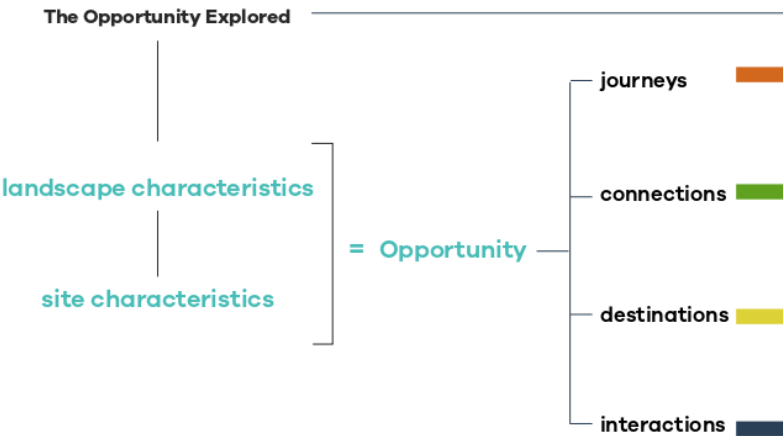 The Opportunity Explored
journeys
landscape characteristics
connections
= Opportunity
site characteristics
destinations
interactions